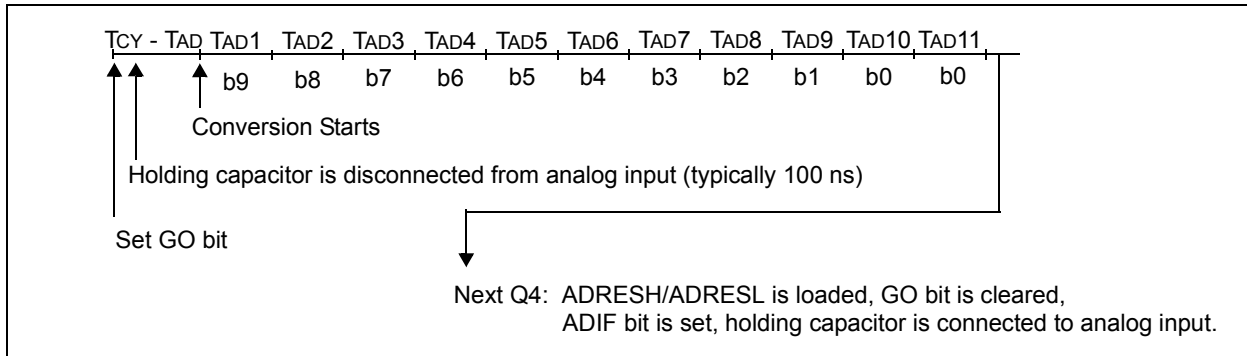 TCY - TAD TAD1 TAD2 TAD3 TAD4 TAD5 TAD6 TAD7 TAD8 TAD9 TAD10 TAD11
b9 b8 b7 b6 b5 b4 b3 b2 b1 b0 b0
Conversion Starts
Holding capacitor is disconnected from analog input (typically 100 ns)
Set GO bit
Next Q4: ADRESH/ADRESL is loaded, GO bit is cleared,
ADIF bit is set, holding capacitor is connected to analog input.